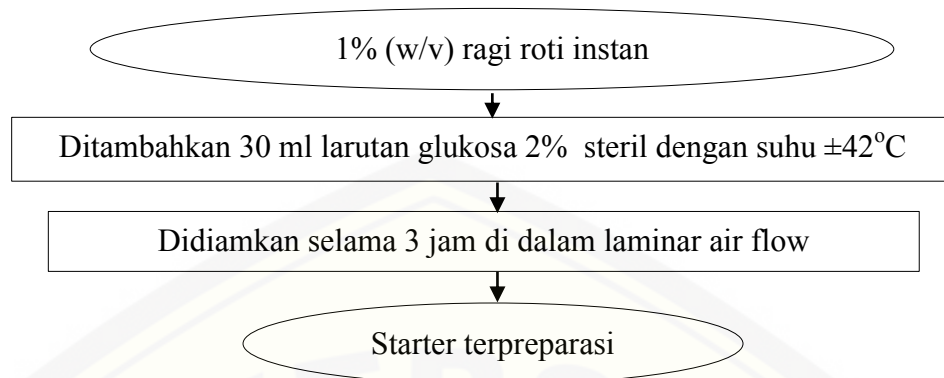 1% (w/v) ragi roti instan
Ditambahkan 30 ml larutan glukosa 2% steril dengan suhu ±42°C
Didiamkan selama 3 jam di dalam laminar air flow
Starter terpreparasi